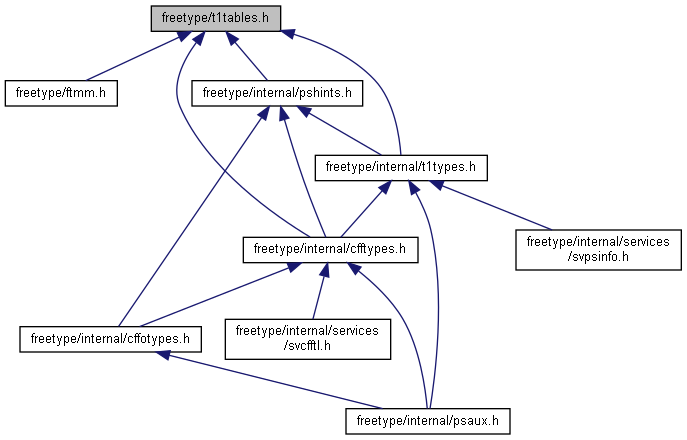 freetype/t1tables.h
freetype/ftmm.h
freetype/internal/pshints.h
freetype/internal/t1types.h
freetype/internal/cfftypes.h
freetype/internal/services
/svpsinfo.h
freetype/internal/cffotypes.h
freetype/internal/services
/svcfftl.h
freetype/internal/psaux.h